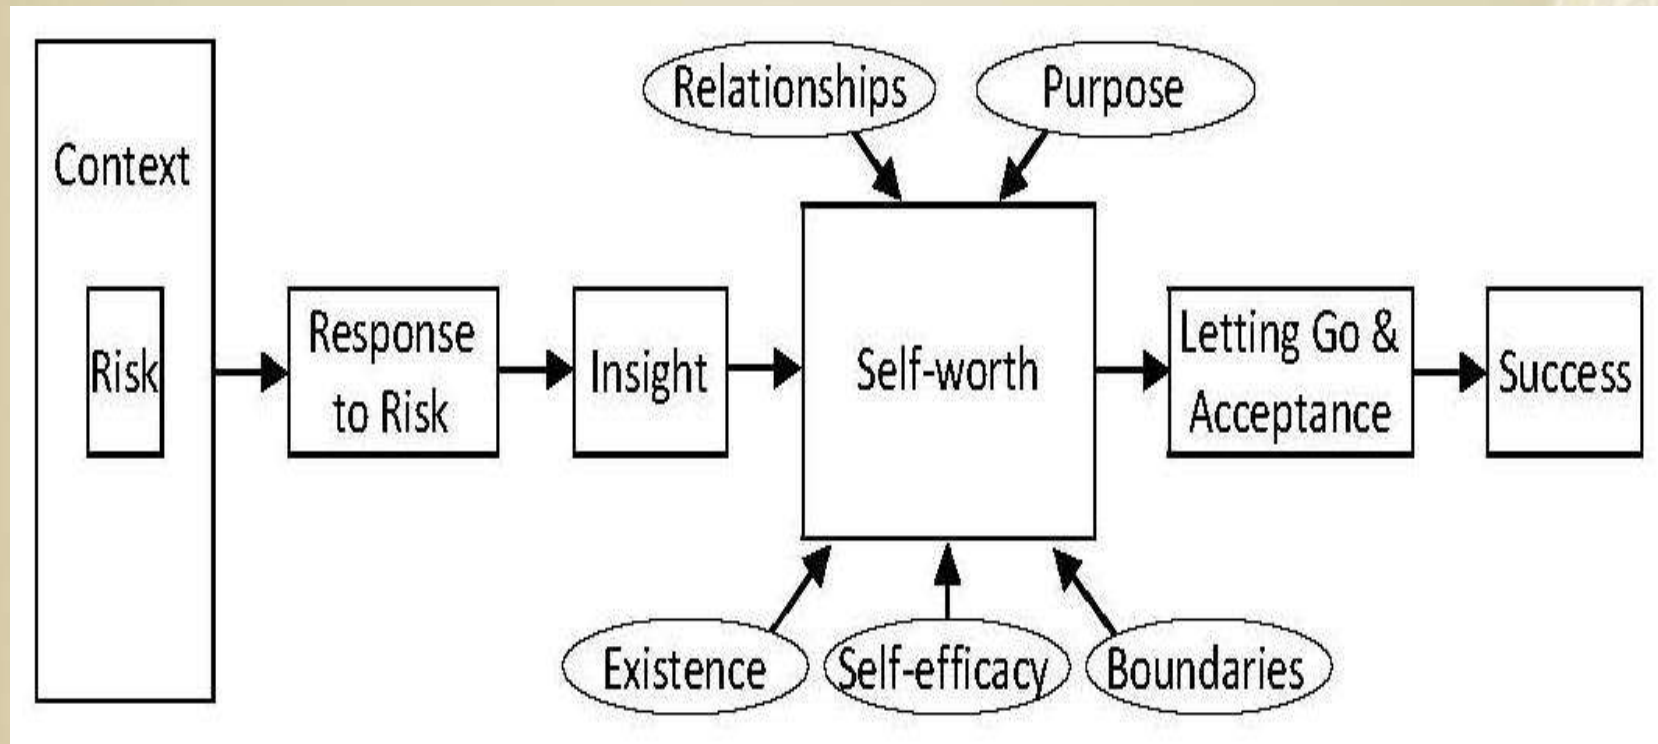 Relationships
Purpose
Context
Risk
Response
to Risk
Insight
Self-worth
Letting Go &
Acceptance
Success
Existence
Self-efficacy
Boundaries